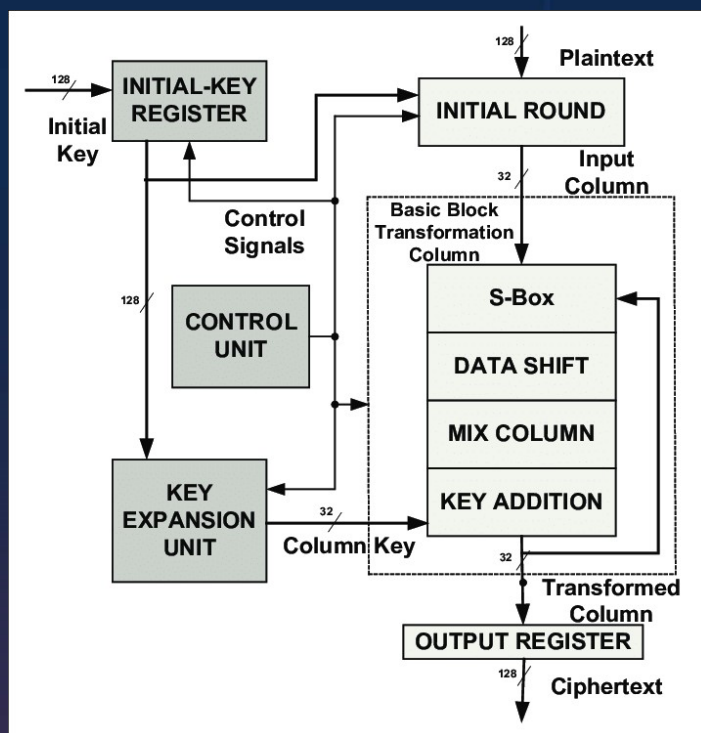 128
Plaintext
128
INITIAL-KEY
REGISTER
Initial
Key
INITIAL ROUND
32
Input
Column
Control
Signals
Basic Block
Transformation
Column
128
CONTROL
UNIT
S-Box
DATA SHIFT
MIX COLUMN
KEY ADDITION
KEY
EXPANSION
UNIT
32
Column Key
32
Transformed
Column
OUTPUT REGISTER
128
Ciphertext